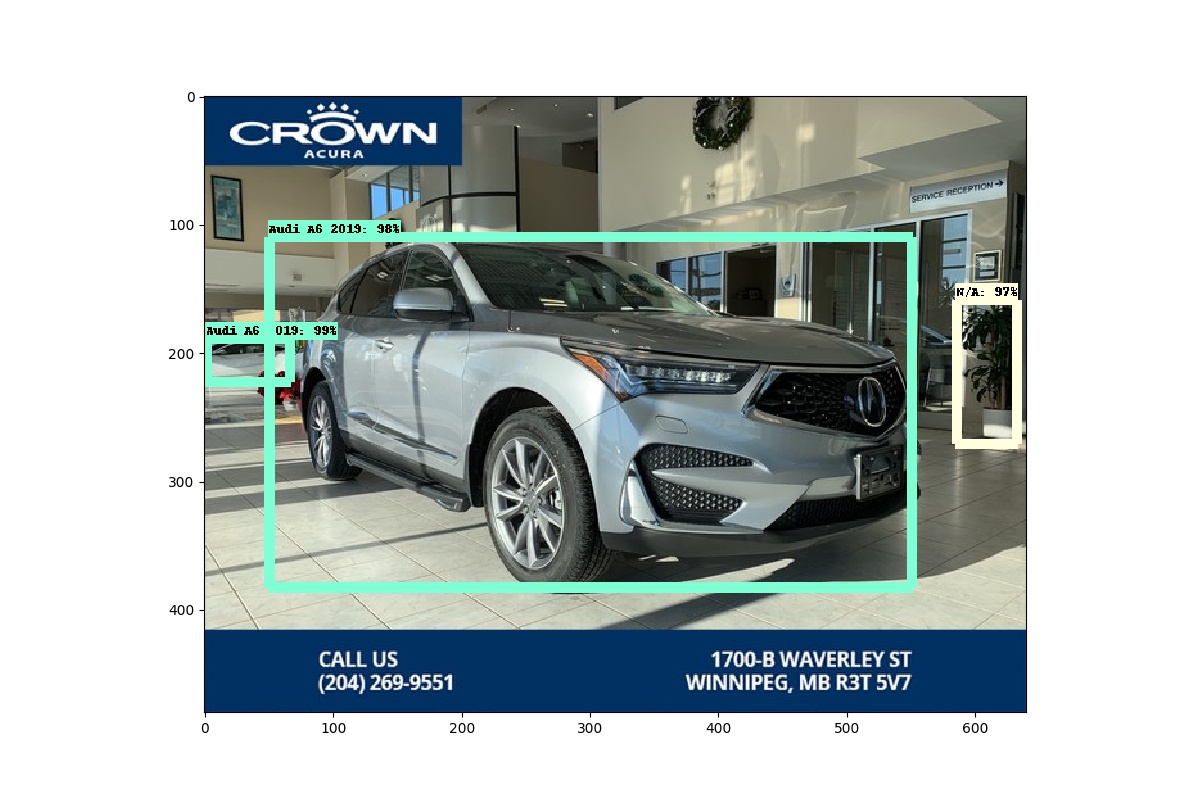 0
CROWN
ACURA
SERVICE RECEPTION→
100
Audi A6 2019: 98%
N/A: 97%
Audi A6 019: 99%
200
300
400
CALL US
(204) 269-9551
1700-B WAVERLEY ST
WINNIPEG, MB R3T 5V7
0 100 200 300 400 500 600